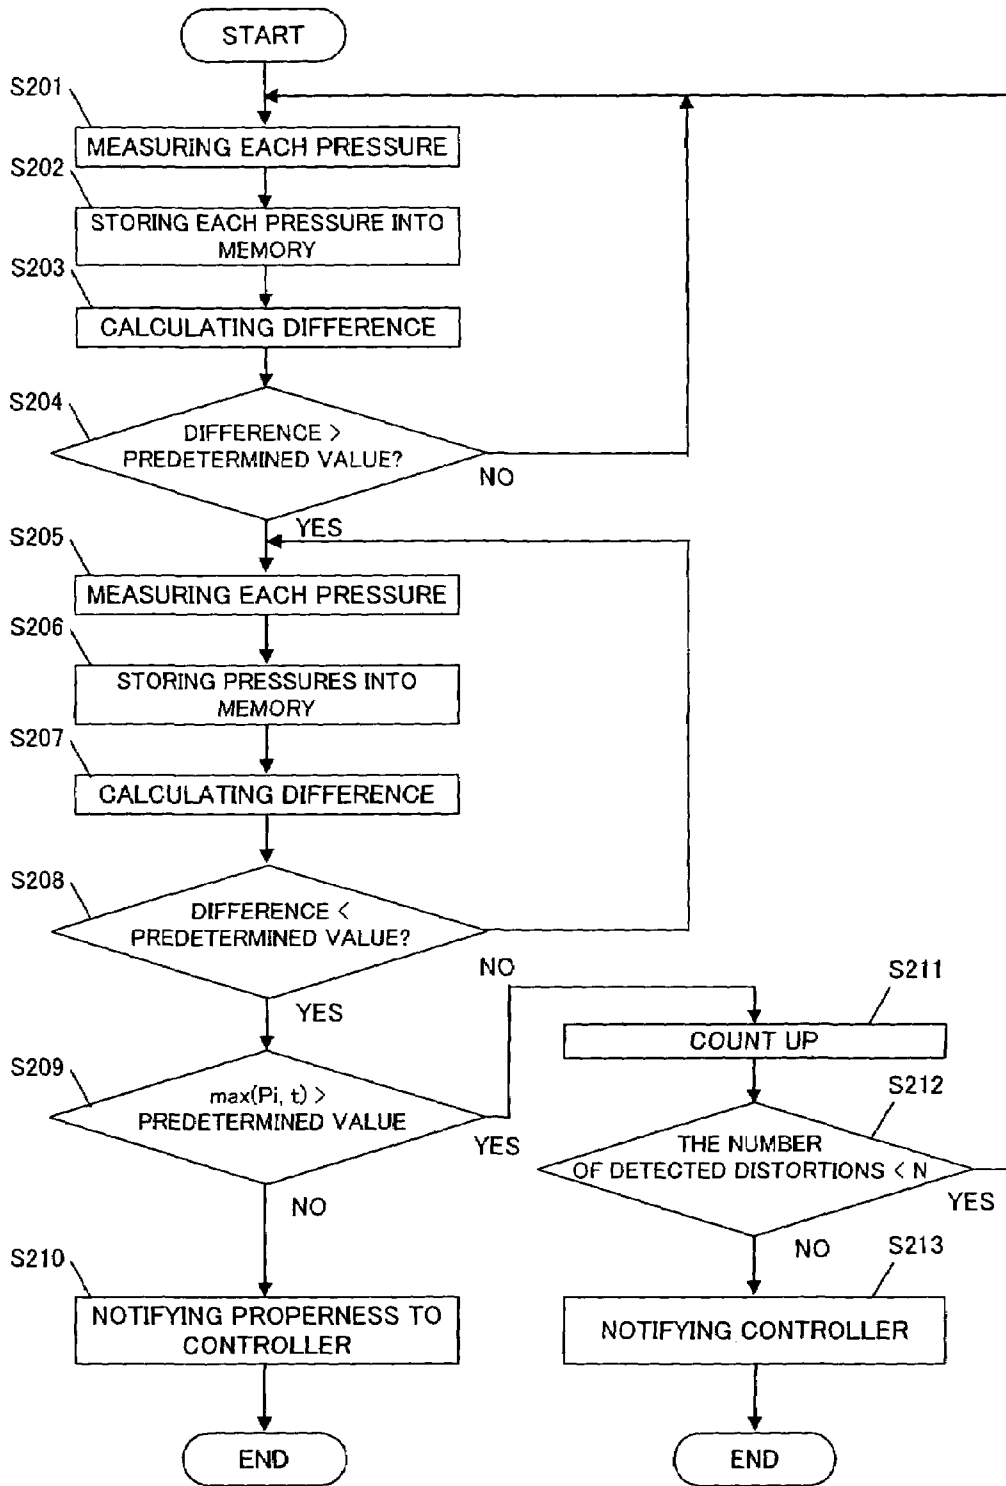 START
S201
MEASURING EACH PRESSURE
S202
STORING EACH PRESSURE INTO
MEMORY
S203
CALCULATING DIFFERENCE
S204
DIFFERENCE >
PREDETERMINED VALUE?
NO
YES
S205
MEASURING EACH PRESSURE
S206
STORING PRESSURES INTO
MEMORY
S207
CALCULATING DIFFERENCE
S208
DIFFERENCE <
PREDETERMINED VALUE?
NO
YES
S209
max(Pi, t) >
PREDETERMINED VALUE
YES
NO
S210
NOTIFYING PROPERNESS TO
CONTROLLER
END
S211
COUNT UP
S212
THE NUMBER
OF DETECTED DISTORTIONS < N
YES
NO
S213
NOTIFYING CONTROLLER
END